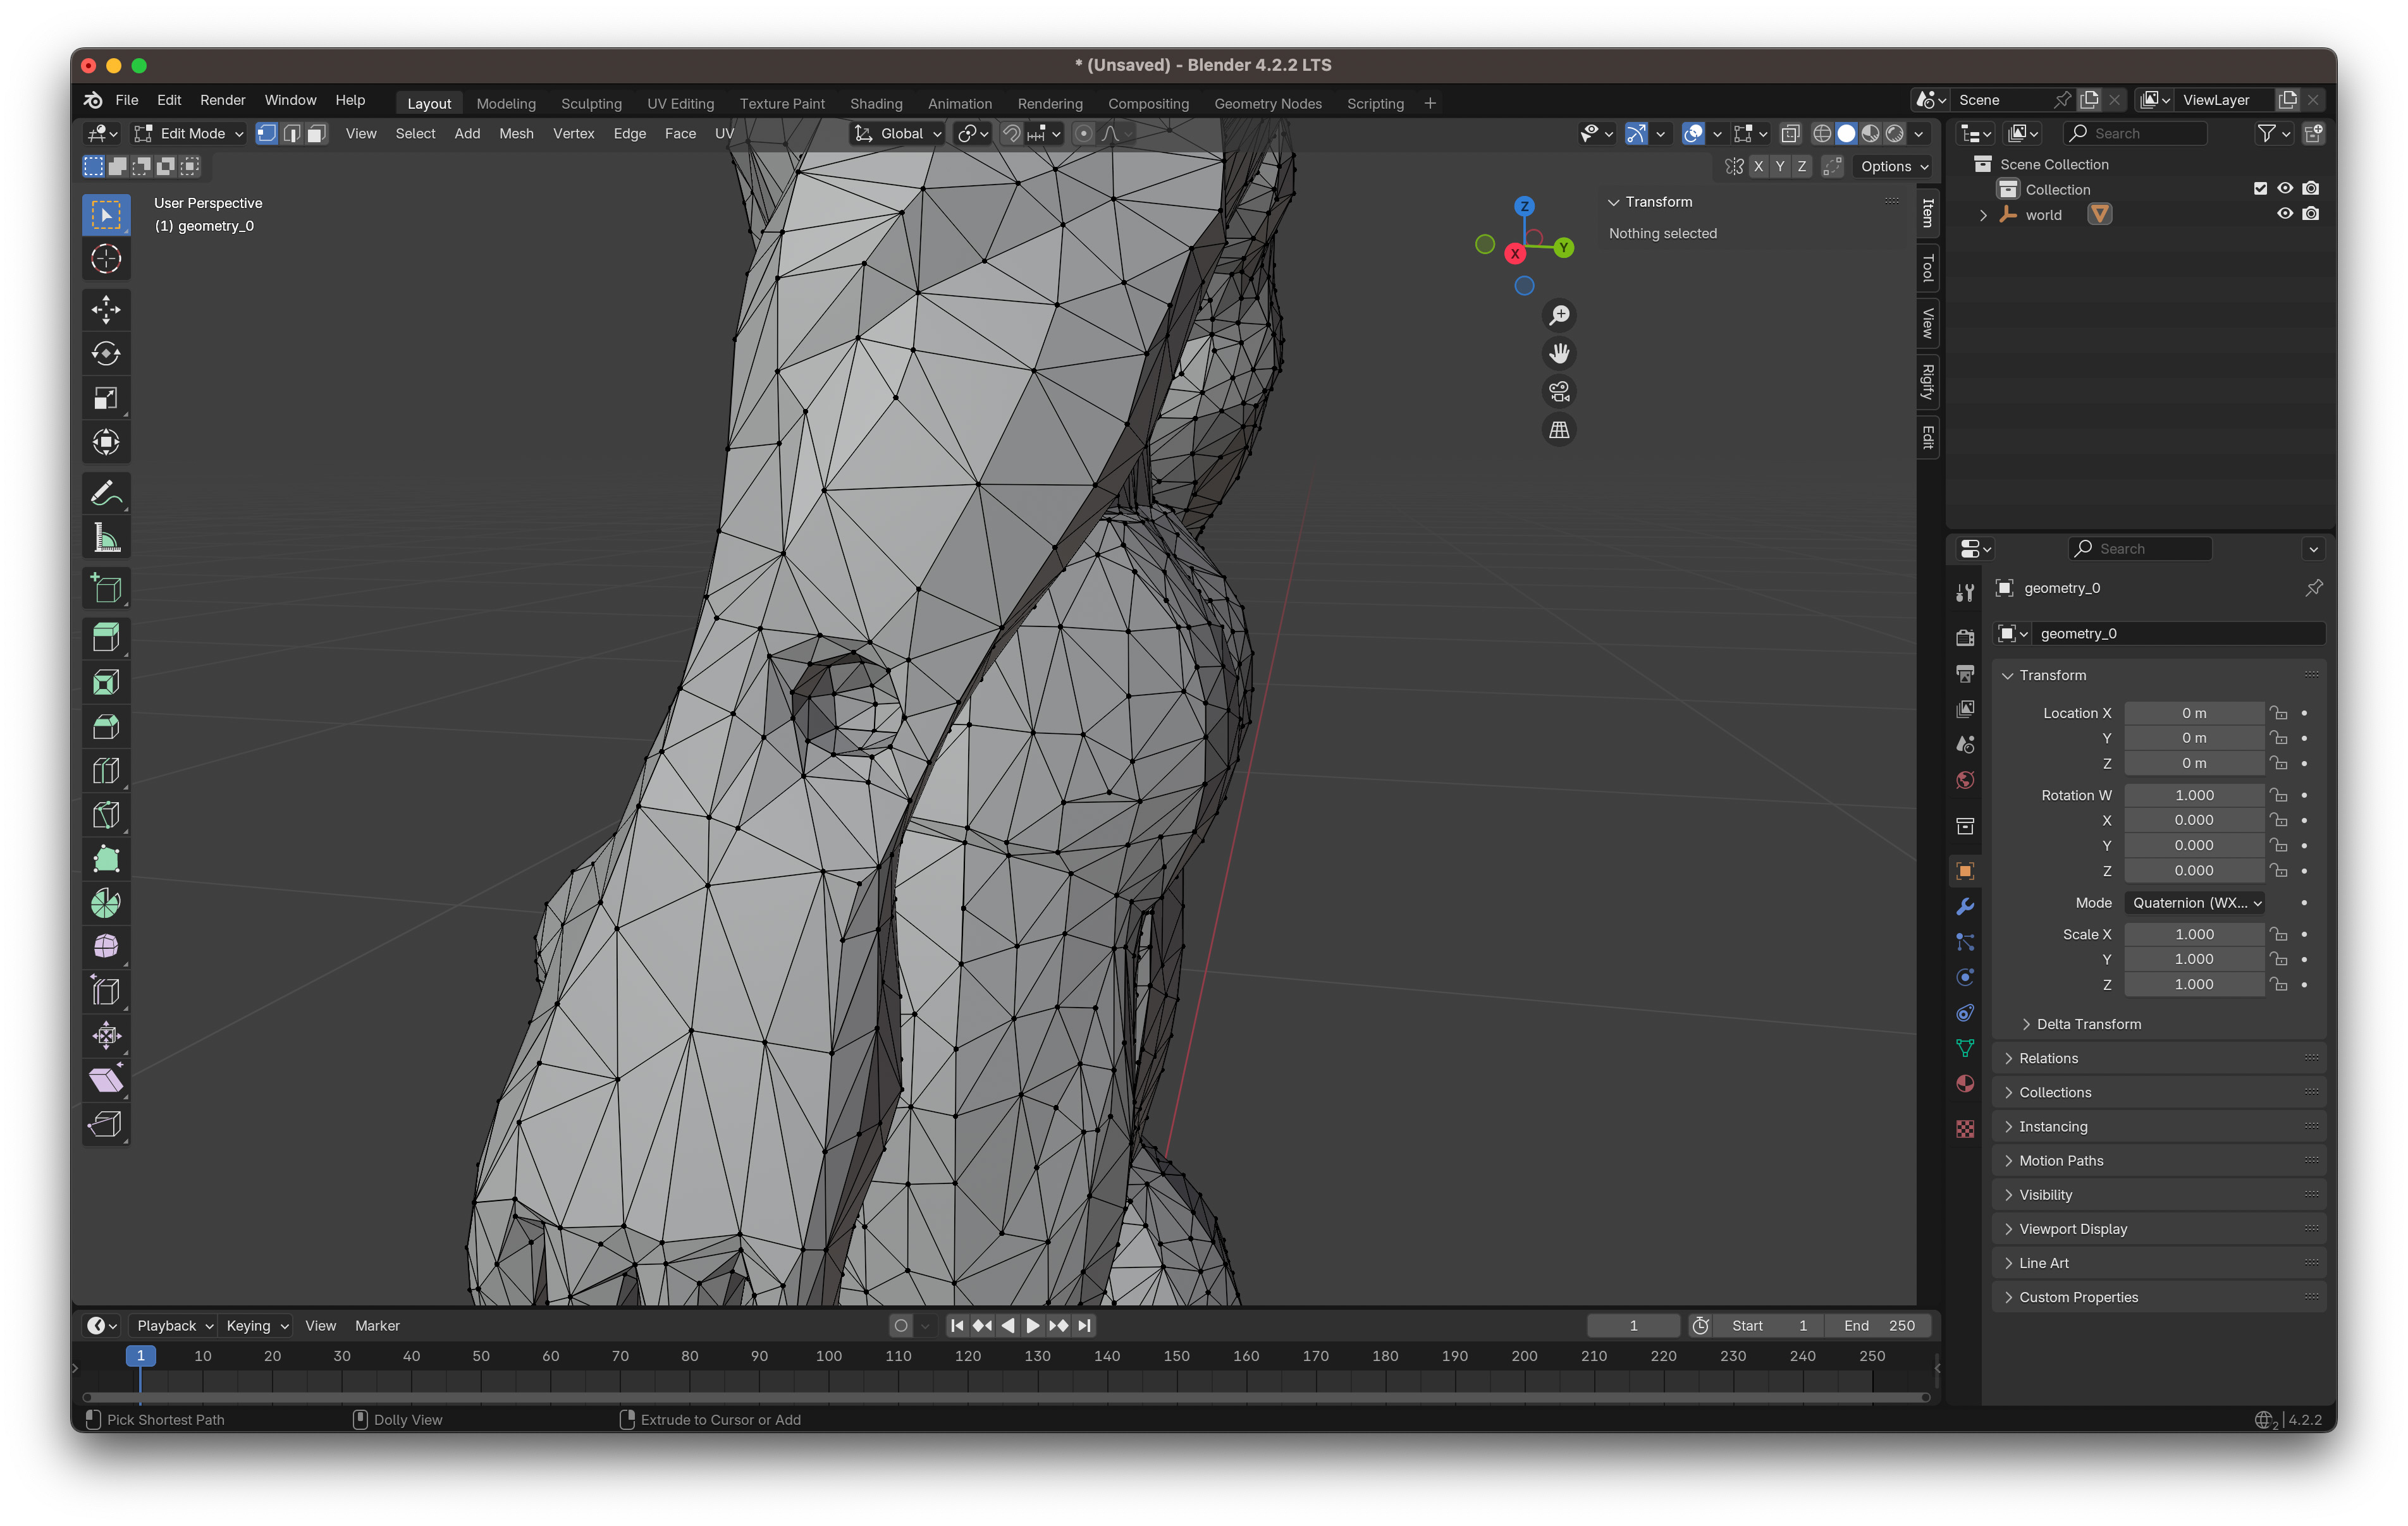 * (Unsaved) - Blender 4.2.2 LTS
File Edit Render Window Help Layout Modeling Sculpting UV Editing Texture Paint Shading Animation Rendering Compositing Geometry Nodes Scripting + Scene ViewLayer
Edit Mode View Select Add Mesh Vertex Edge Face UV Global Search
X Y Z Options
Scene Collection
Collection
world
User Perspective
(1) geometry_0
Z
Y
X
Transform
Nothing selected
Item
Tool
View
Rigify
Edit
Search
geometry_0
geometry_0
Transform
Location X 0 m
Y 0 m
Z 0 m
Rotation W 1.000
X 0.000
Y 0.000
Z 0.000
Mode Quaternion (WX...
Scale X 1.000
Y 1.000
Z 1.000
Delta Transform
Relations
Collections
Instancing
Motion Paths
Visibility
Viewport Display
Line Art
Custom Properties
Playback Keying View Marker 1 Start 1 End 250
1 10 20 30 40 50 60 70 80 90 100 110 120 130 140 150 160 170 180 190 200 210 220 230 240 250
Pick Shortest Path Dolly View Extrude to Cursor or Add 2 4.2.2